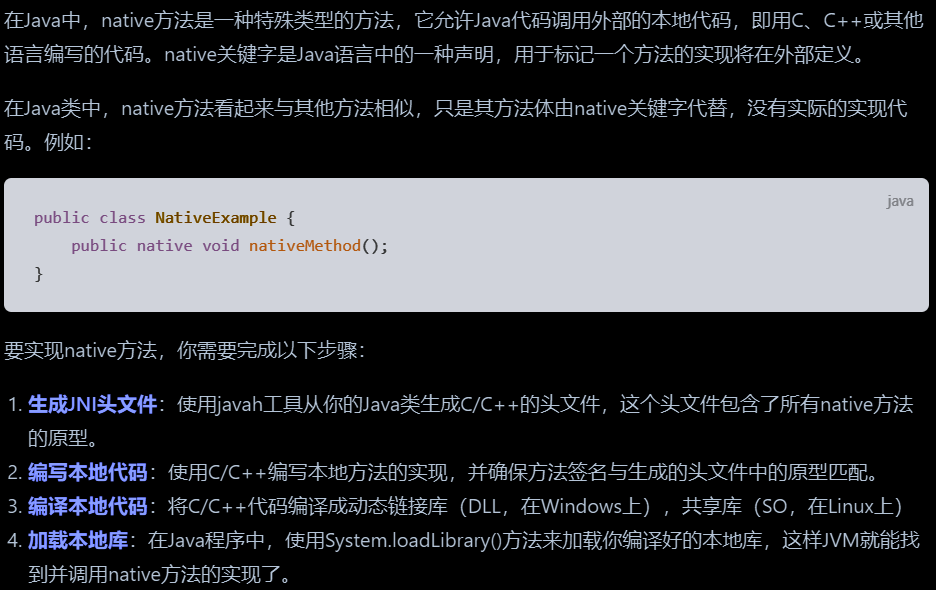 在Java中，native方法是一种特殊类型的方法，它允许Java代码调用外部的本地代码，即用C、C++或其他
语言编写的代码。native关键字是Java语言中的一种声明，用于标记一个方法的实现将在外部定义。
在Java类中，native方法看起来与其他方法相似，只是其方法体由native关键字代替，没有实际的实现代
码。例如：
java
public class NativeExample {
    public native void nativeMethod();
}
要实现native方法，你需要完成以下步骤：
1. 生成JNI头文件：使用javah工具从你的Java类生成C/C++的头文件，这个头文件包含了所有native方法
的原型。
2. 编写本地代码：使用C/C++编写本地方法的实现，并确保方法签名与生成的头文件中的原型匹配。
3. 编译本地代码：将C/C++代码编译成动态链接库（DLL，在Windows上），共享库（SO，在Linux上）
4. 加载本地库：在Java程序中，使用System.loadLibrary()方法来加载你编译好的本地库，这样JVM就能找
到并调用native方法的实现了。